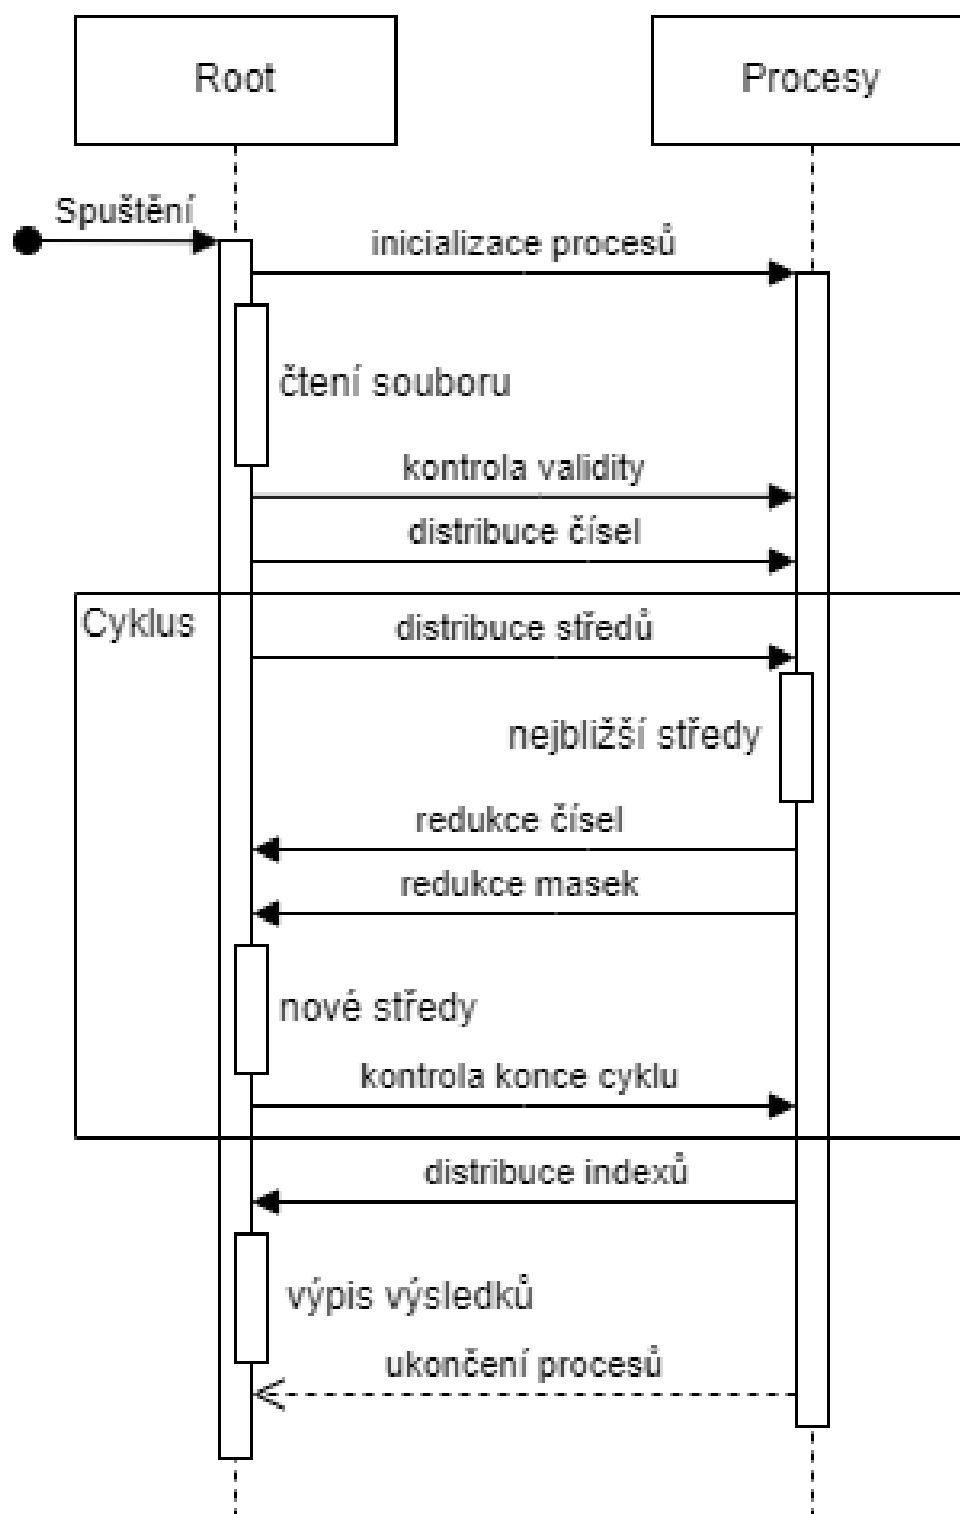 Root
Procesy
Spuštění
inicializace procesů
čtení souboru
kontrola validity
distribuce čísel
Cyklus
distribuce středů
nejbližší středy
redukce čísel
redukce masek
nové středy
kontrola konce cyklu
distribuce indexů
výpis výsledků
ukončení procesů